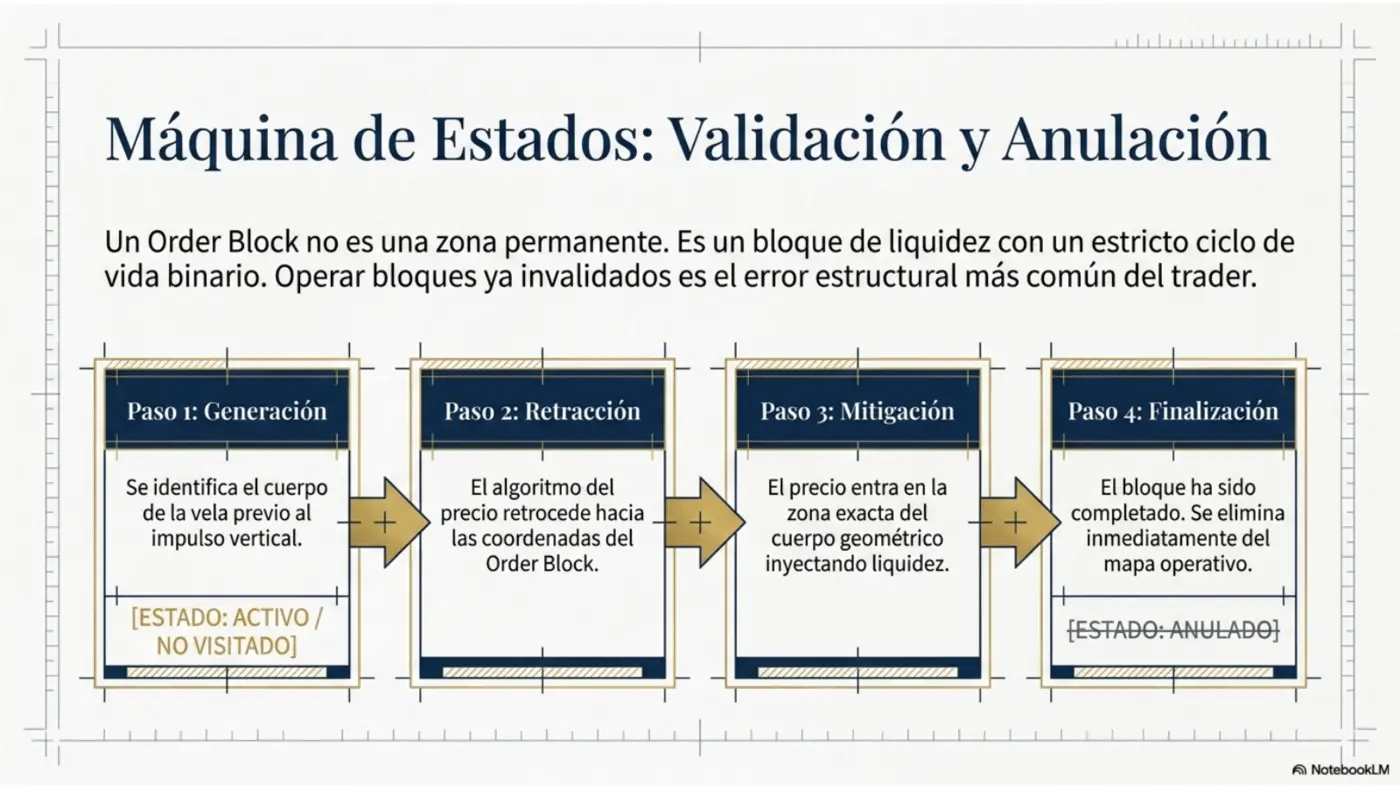 Máquina de Estados: Validación y Anulación
Un Order Block no es una zona permanente. Es un bloque de liquidez con un estricto ciclo de
vida binario. Operar bloques ya invalidados es el error estructural más común del trader.
Paso 1: Generación
Se identifica el cuerpo
de la vela previo al
impulso vertical.
[ESTADO: ACTIVO /
NO VISITADO]
Paso 2: Retracción
El algoritmo del
precio retrocede hacia
las coordenadas del
Order Block.
Paso 3: Mitigación
El precio entra en la
zona exacta del
cuerpo geométrico
inyectando liquidez.
Paso 4: Finalización
El bloque ha sido
completado. Se elimina
inmediatamente del
mapa operativo.
[ESTADO: ANULADO]
NotebookLM